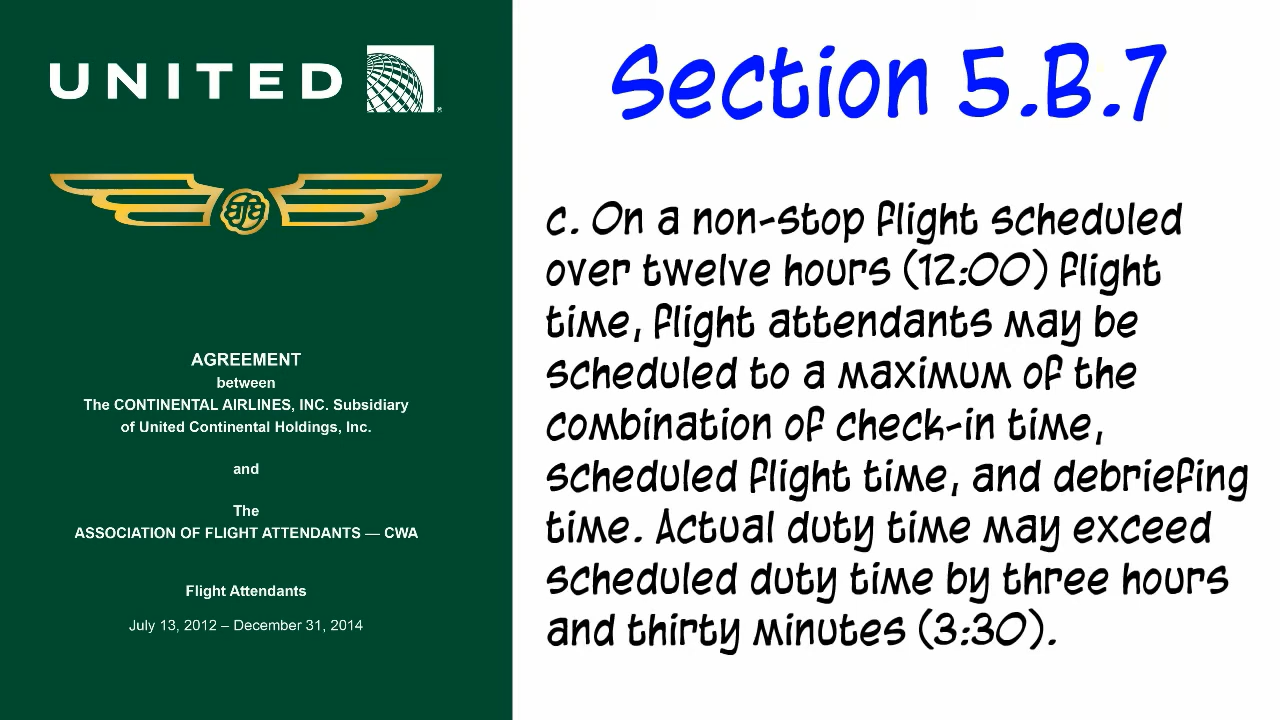 UNITED
AFA
AGREEMENT
between
The CONTINENTAL AIRLINES, INC. Subsidiary
of United Continental Holdings, Inc.
and
The
ASSOCIATION OF FLIGHT ATTENDANTS — CWA
Flight Attendants
July 13, 2012 – December 31, 2014
Section 5.B.7
c. On a non-stop flight scheduled
over twelve hours (12:00) flight
time, flight attendants may be
scheduled to a maximum of the
combination of check-in time,
scheduled flight time, and debriefing
time. Actual duty time may exceed
scheduled duty time by three hours
and thirty minutes (3:30).